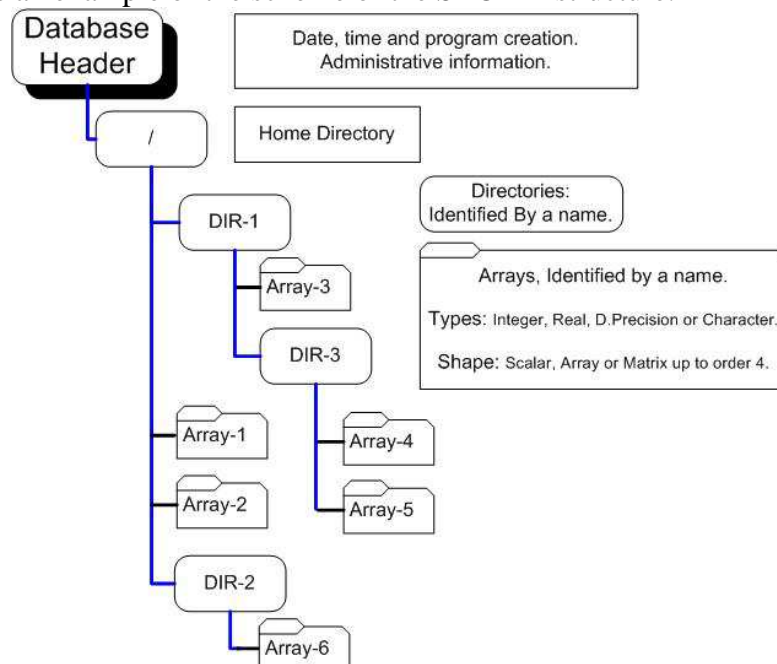 Database
Header
Date, time and program creation.
Administrative information.
/
Home Directory
DIR-1
Directories:
Identified By a name.
Array-3
Arrays, Identified by a name.
Types: Integer, Real, D.Precision or Character.
Shape: Scalar, Array or Matrix up to order 4.
DIR-3
Array-1
Array-4
Array-2
Array-5
DIR-2
Array-6